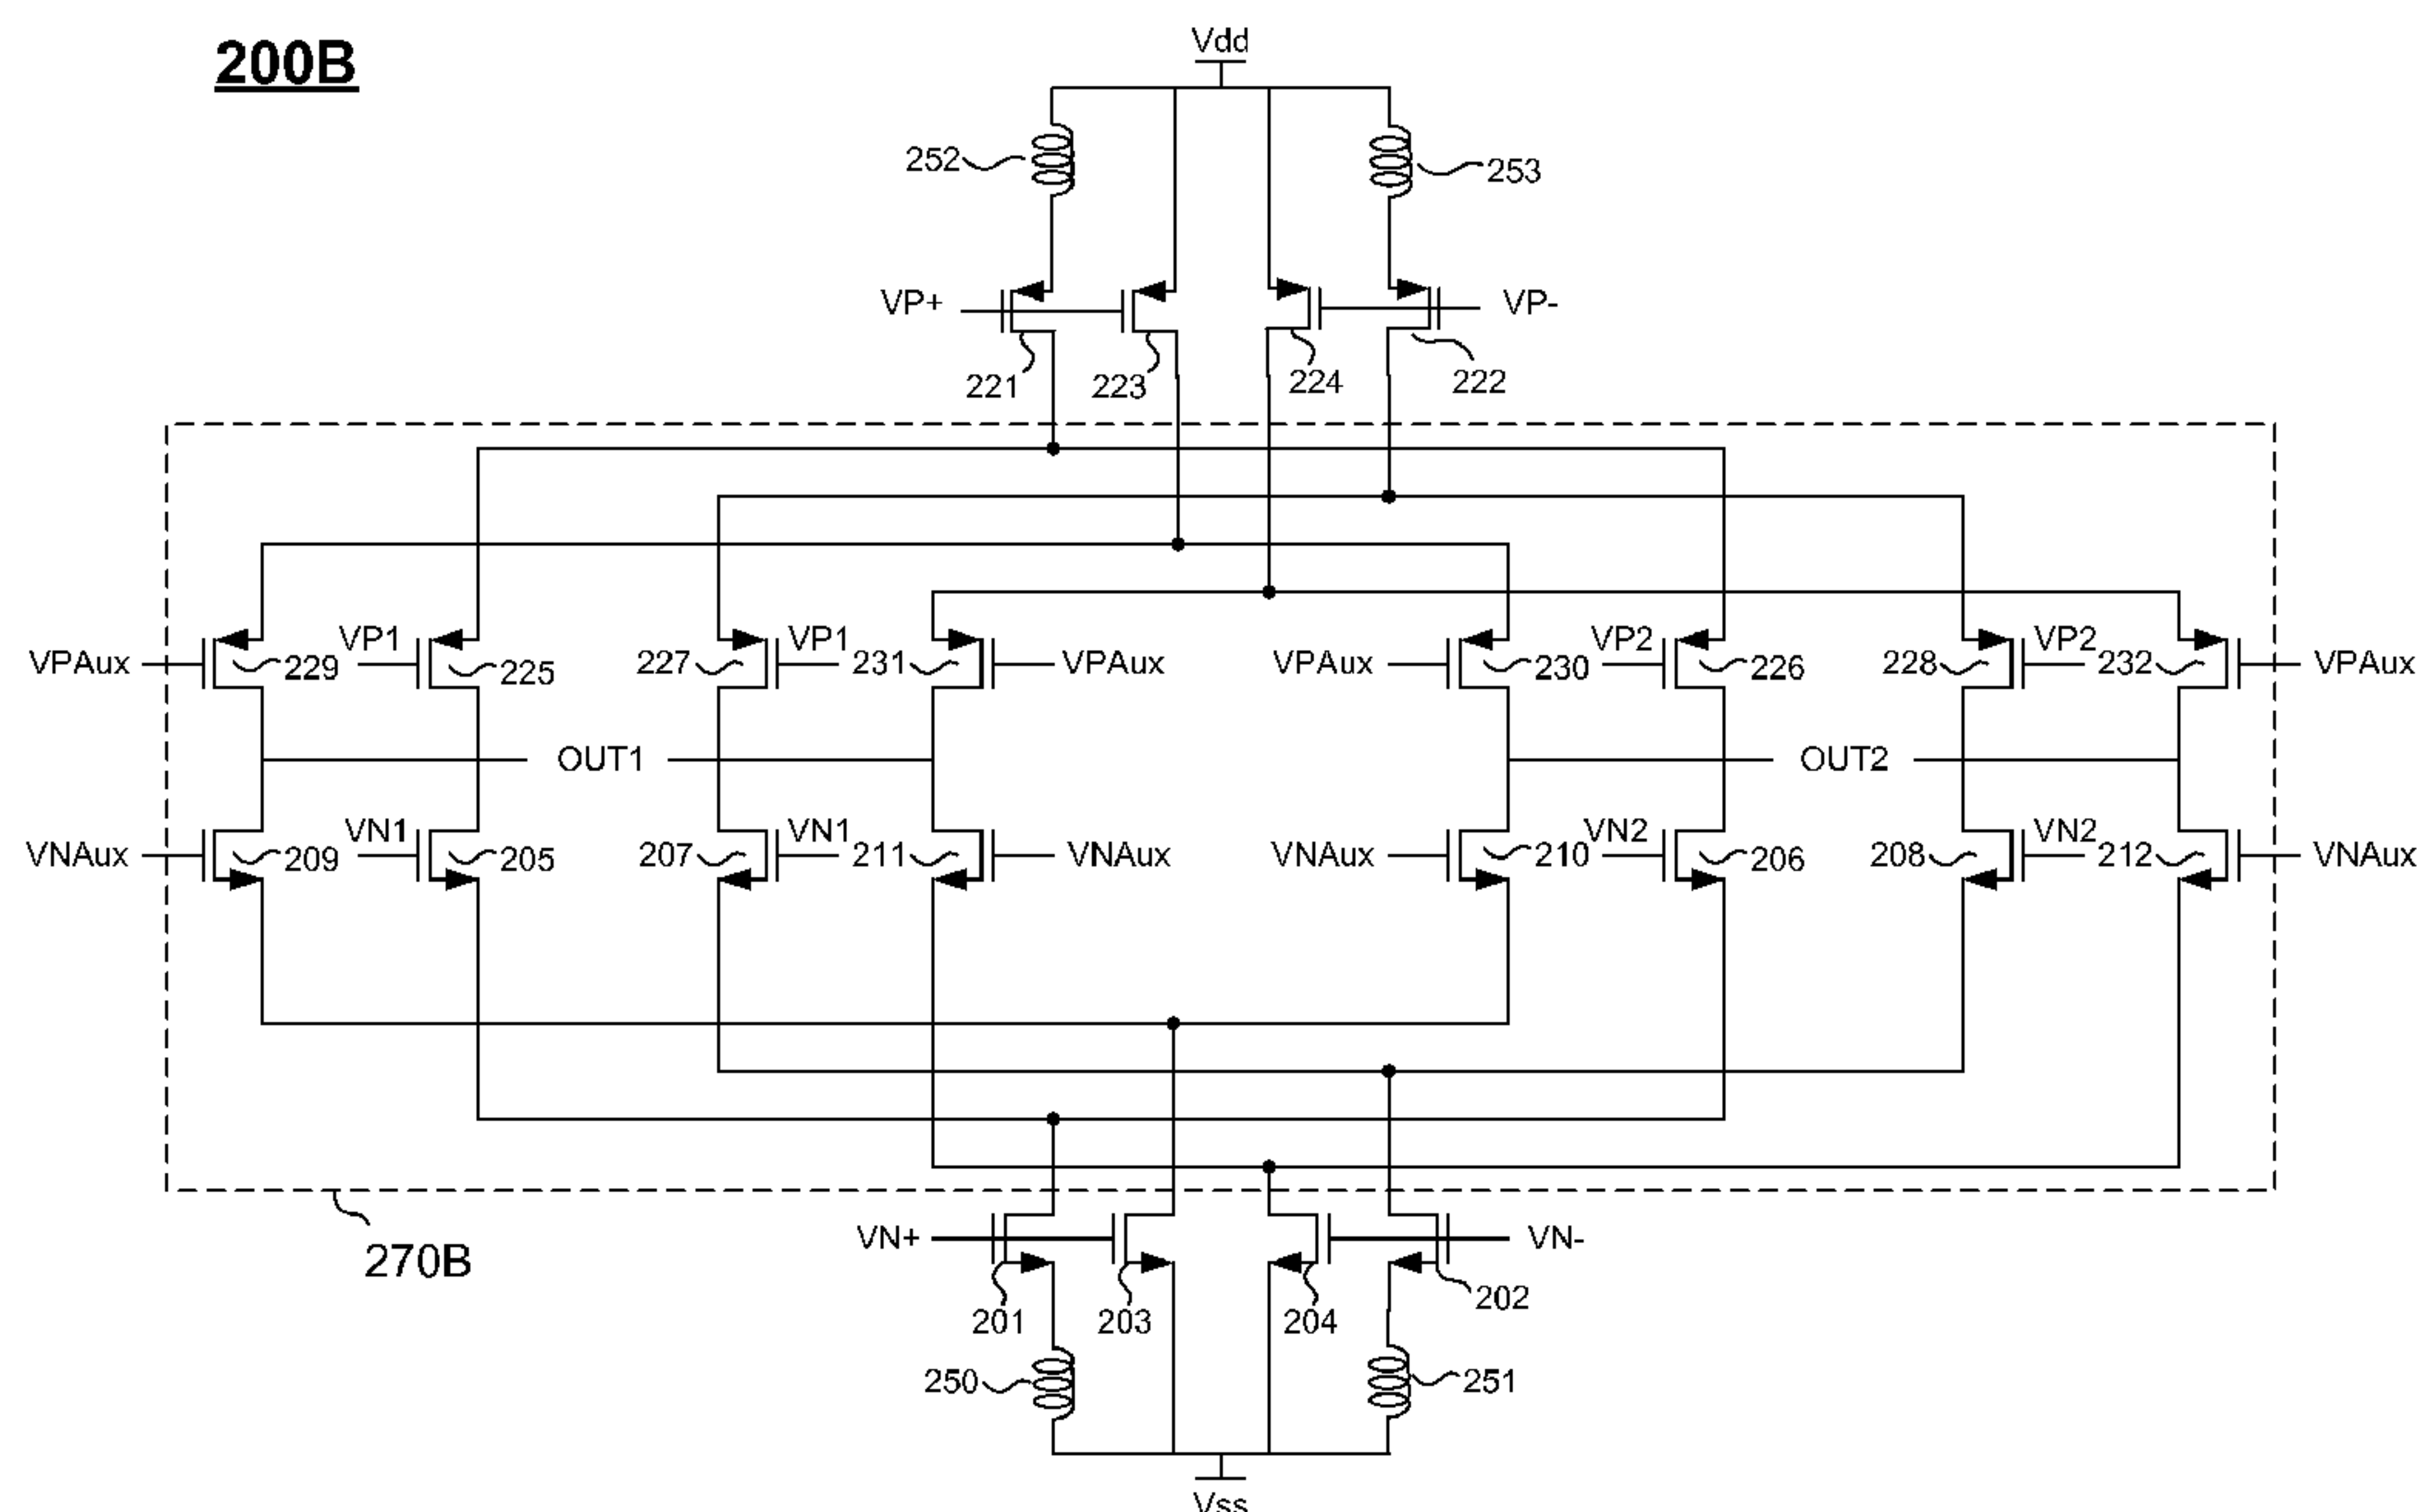 200B
Vdd
252
253
VP+
VP-
221
223
224
222
VPAux
229
VP1
225
227
VP1
231
VPAux
VPAux
230
VP2
226
228
VP2
232
VPAux
OUT1
OUT2
VNAux
209
VN1
205
207
VN1
211
VNAux
VNAux
210
VN2
206
208
VN2
212
VNAux
270B
VN+
VN-
201
203
204
202
250
251
Vss